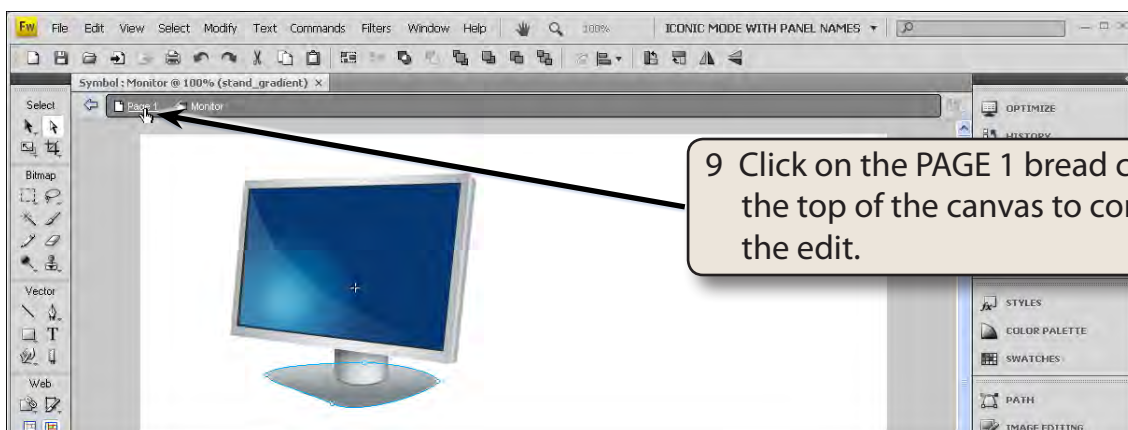 Fw File Edit View Select Modify Text Commands Filters Window Help 100% ICONIC MODE WITH PANEL NAMES
Symbol: Monitor @ 100% (stand_gradient) ×
Select
Page 1 Monitor
OPTIMIZE
HISTORY
Bitmap
9 Click on the PAGE 1 bread
the top of the canvas to
the edit.
Vector
STYLES
COLOR PALETTE
SWATCHES
Web
PATH
IMAGE EDITING